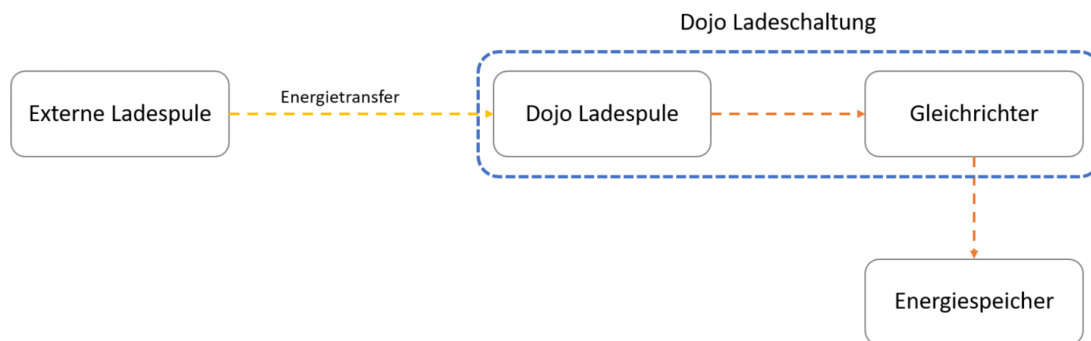 Dojo Ladeschaltung
Externe Ladespule
Energietransfer
Dojo Ladespule
Gleichrichter
Energiespeicher